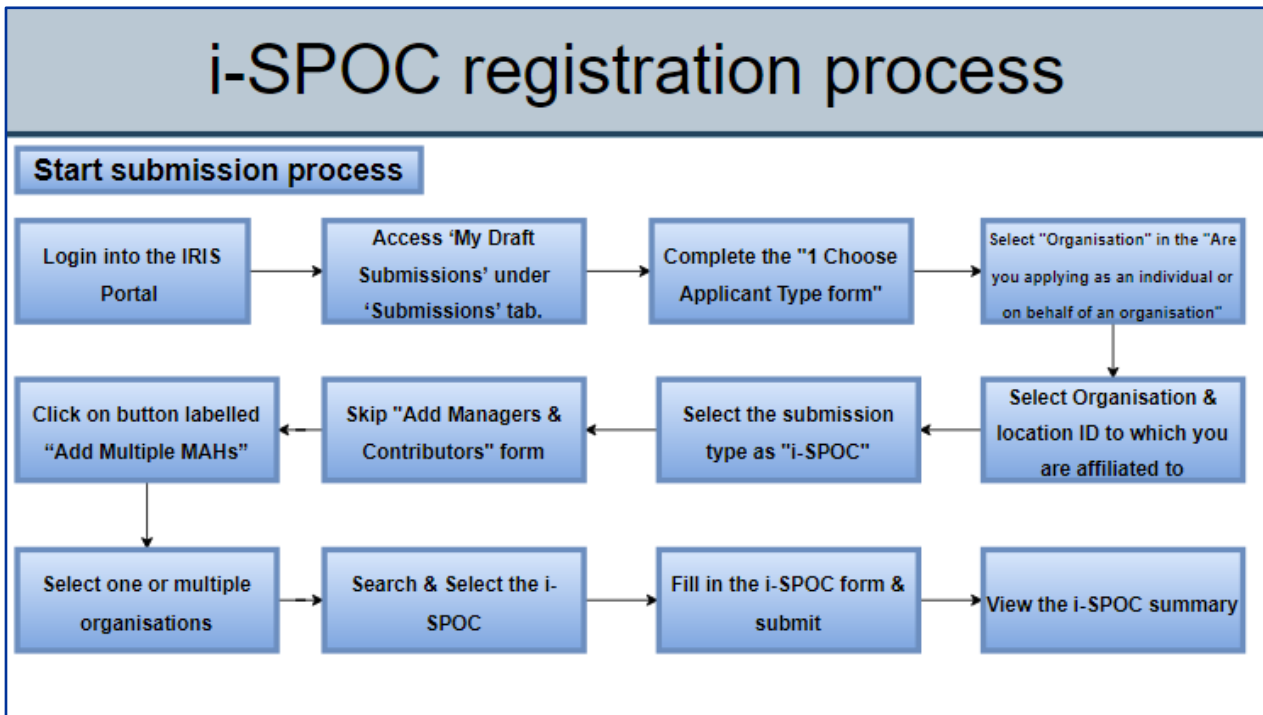 i-SPOC registration process
Start submission process
Login into the IRIS
Portal
Access ‘My Draft
Submissions’ under
‘Submissions’ tab.
Complete the "1 Choose
Applicant Type form"
Select "Organisation" in the "Are
you applying as an individual or
on behalf of an organisation"
Select Organisation &
location ID to which you
are affiliated to
Select the submission
type as "i-SPOC"
Skip "Add Managers &
Contributors" form
Click on button labelled
“Add Multiple MAHs”
Select one or multiple
organisations
Search & Select the i-
SPOC
Fill in the i-SPOC form &
submit
View the i-SPOC summary